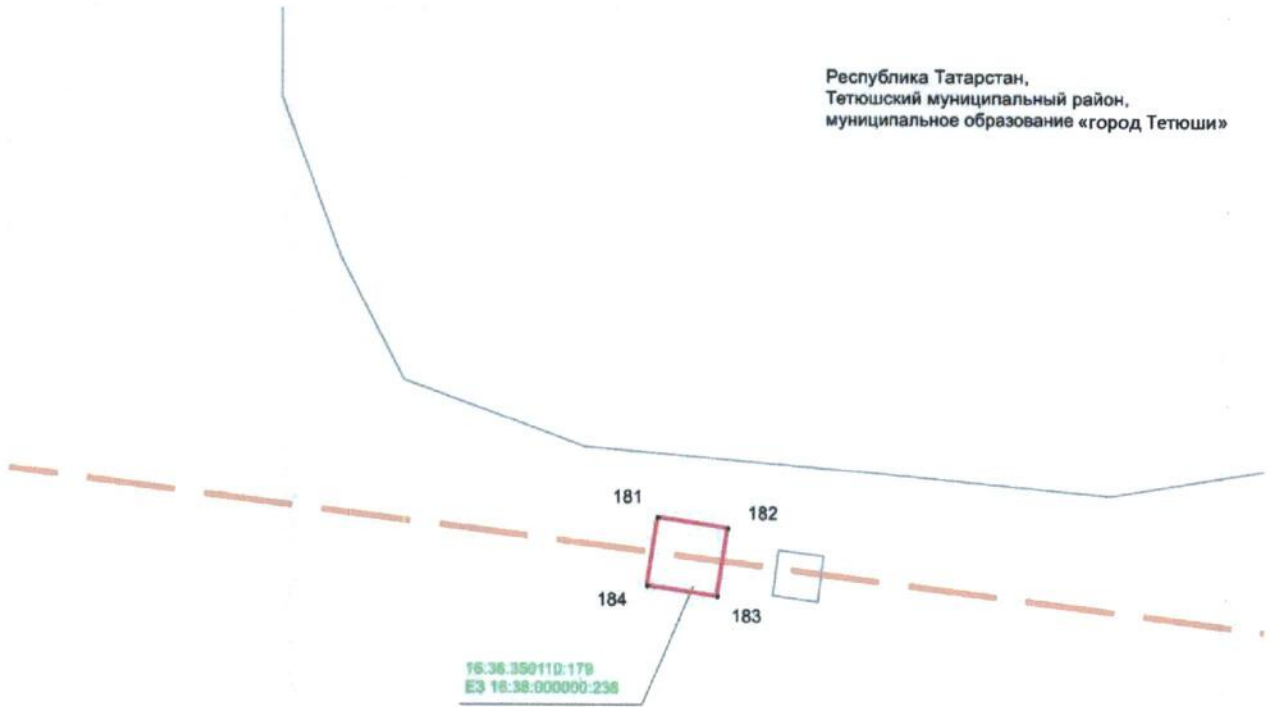 Республика Татарстан,
Тетюшский муниципальный район,
муниципальное образование «город Тетюши»
181
182
184
183
16:38:350110:179
ЕЗ 16:38:000000:238